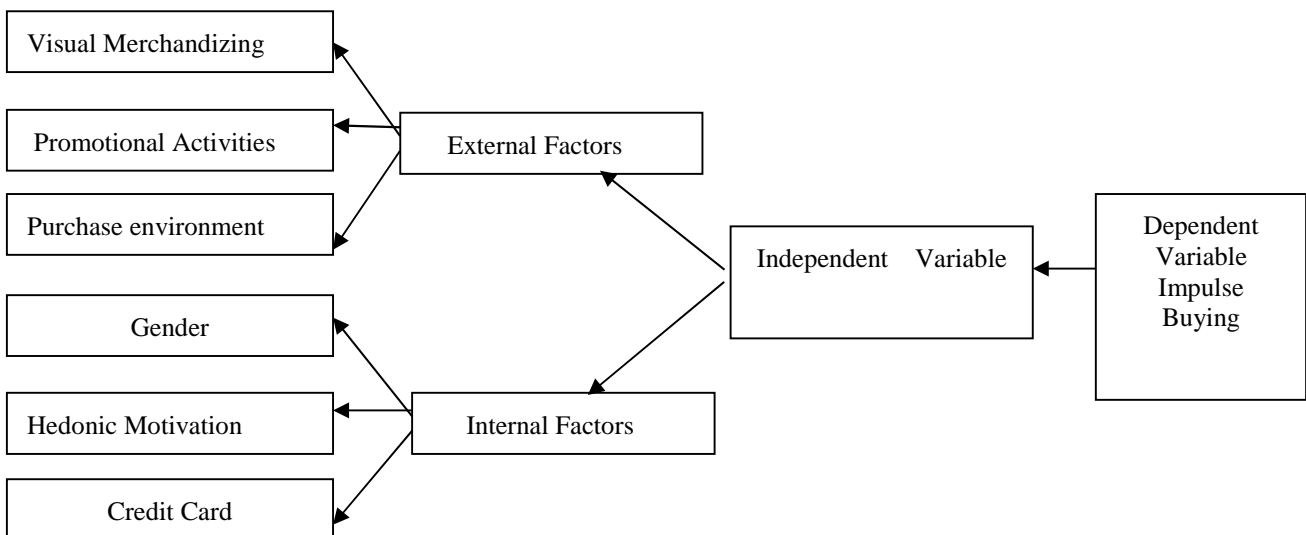 Visual Merchandizing
Promotional Activities
Purchase environment
Gender
Hedonic Motivation
Credit Card
External Factors
Internal Factors
Independent Variable
Dependent
Variable
Impulse
Buying